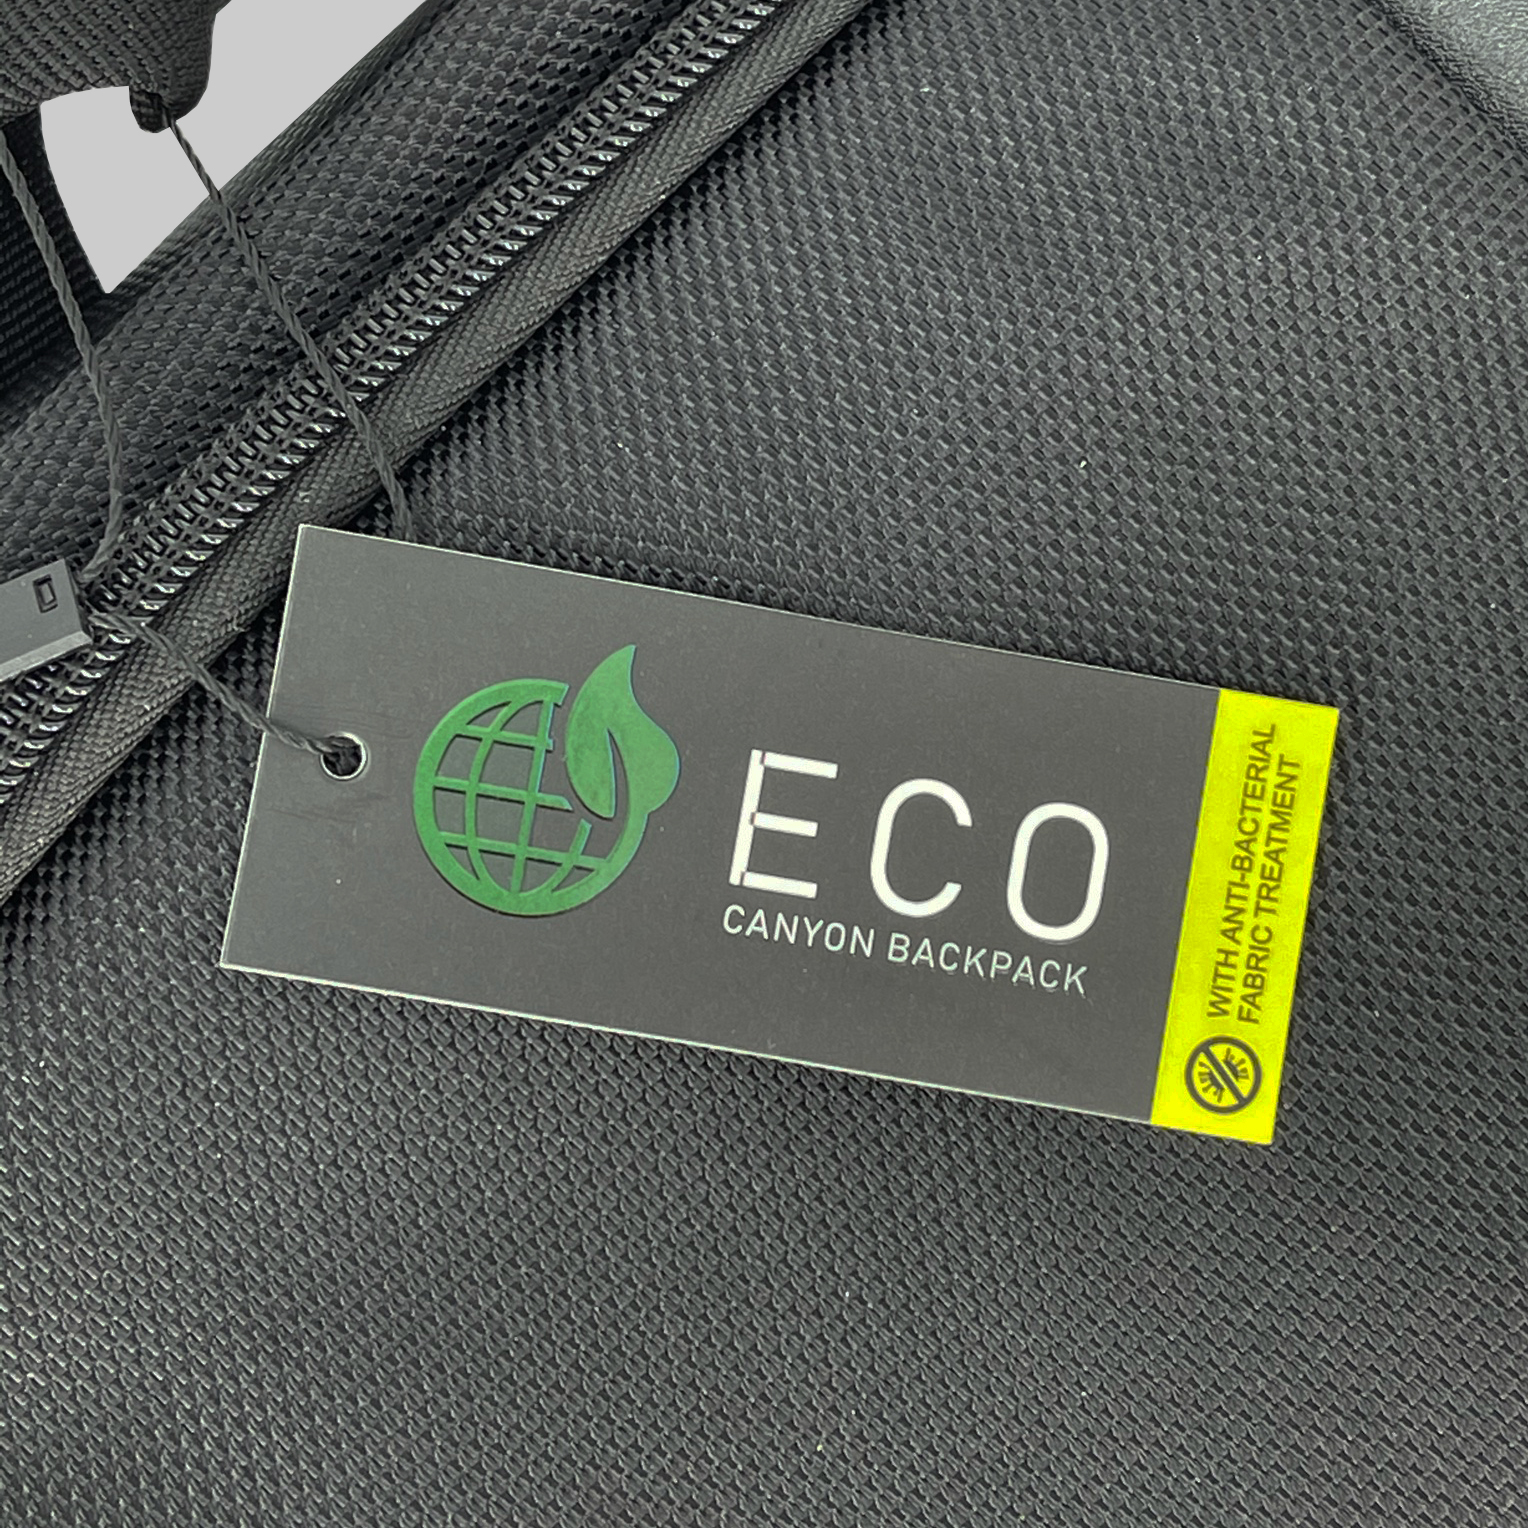 ECO
CANYON BACKPACK
WITH ANTI-BACTERIAL
FABRIC TREATMENT